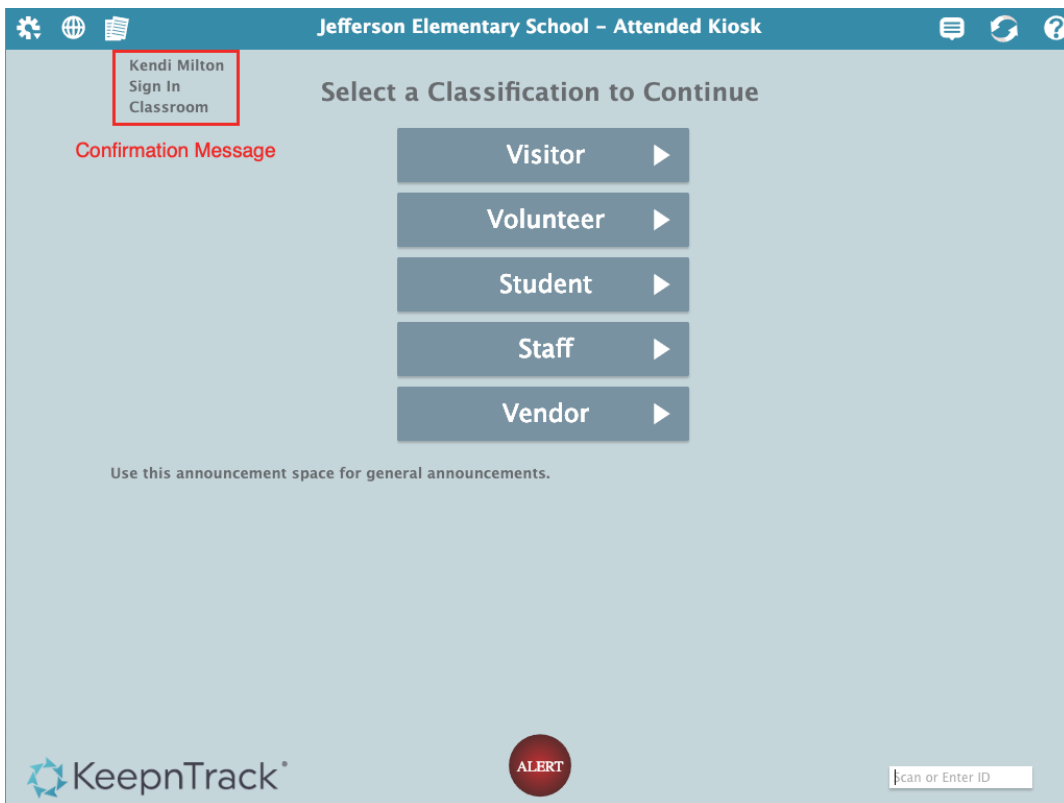 Jefferson Elementary School – Attended Kiosk
Kendi Milton
Sign In
Classroom
Confirmation Message
Select a Classification to Continue
Visitor
Volunteer
Student
Staff
Vendor
Use this announcement space for general announcements.
KeepnTrack
ALERT
Scan or Enter ID